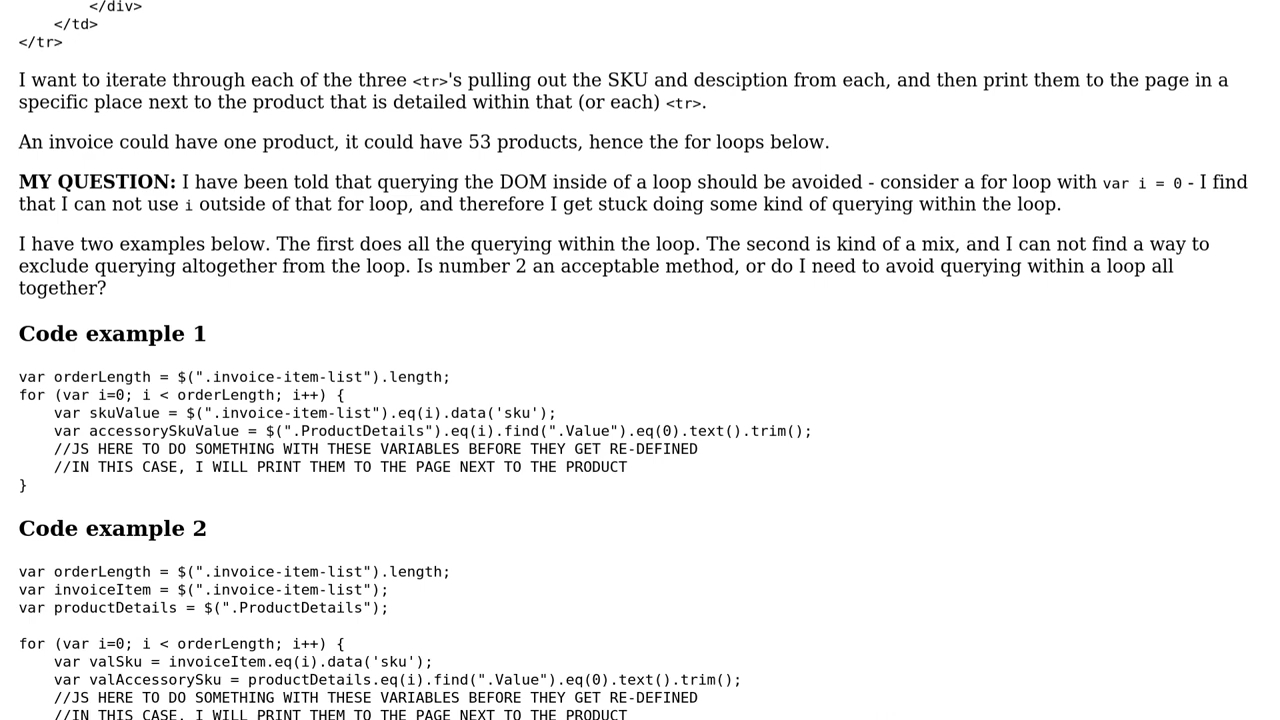 </div>
    </td>
</tr>
I want to iterate through each of the three <tr>'s pulling out the SKU and desciption from each, and then print them to the page in a
specific place next to the product that is detailed within that (or each) <tr>.
An invoice could have one product, it could have 53 products, hence the for loops below.
MY QUESTION: I have been told that querying the DOM inside of a loop should be avoided - consider a for loop with var i = 0 - I find
that I can not use i outside of that for loop, and therefore I get stuck doing some kind of querying within the loop.
I have two examples below. The first does all the querying within the loop. The second is kind of a mix, and I can not find a way to
exclude querying altogether from the loop. Is number 2 an acceptable method, or do I need to avoid querying within a loop all
together?
Code example 1
var orderLength = $(".invoice-item-list").length;
for (var i=0; i < orderLength; i++) {
    var skuValue = $(".invoice-item-list").eq(i).data('sku');
    var accessorySkuValue = $(".ProductDetails").eq(i).find(".Value").eq(0).text().trim();
    //JS HERE TO DO SOMETHING WITH THESE VARIABLES BEFORE THEY GET RE-DEFINED
    //IN THIS CASE, I WILL PRINT THEM TO THE PAGE NEXT TO THE PRODUCT
}
Code example 2
var orderLength = $(".invoice-item-list").length;
var invoiceItem = $(".invoice-item-list");
var productDetails = $(".ProductDetails");
for (var i=0; i < orderLength; i++) {
    var valSku = invoiceItem.eq(i).data('sku');
    var valAccessorySku = productDetails.eq(i).find(".Value").eq(0).text().trim();
    //JS HERE TO DO SOMETHING WITH THESE VARIABLES BEFORE THEY GET RE-DEFINED
    //IN THIS CASE, I WILL PRINT THEM TO THE PAGE NEXT TO THE PRODUCT